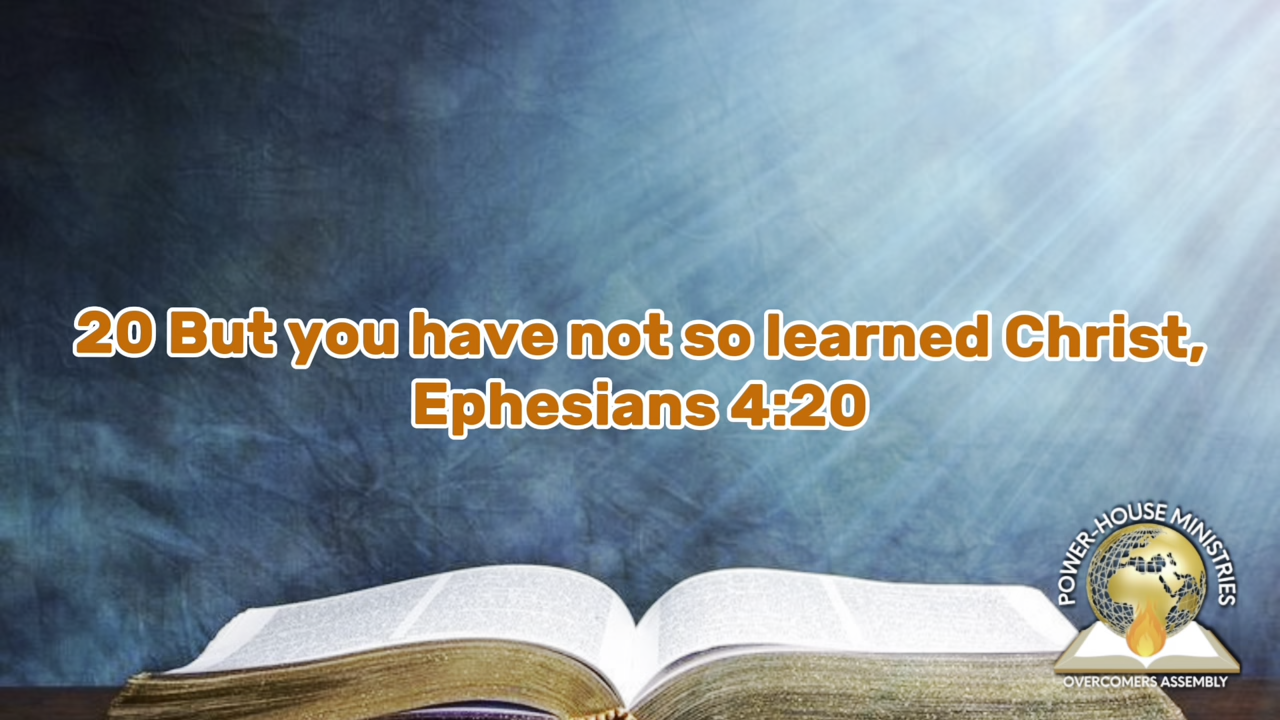 20 But you have not so learned Christ,
Ephesians 4:20
POWER-HOUSE MINISTRIES
OVERCOMERS ASSEMBLY